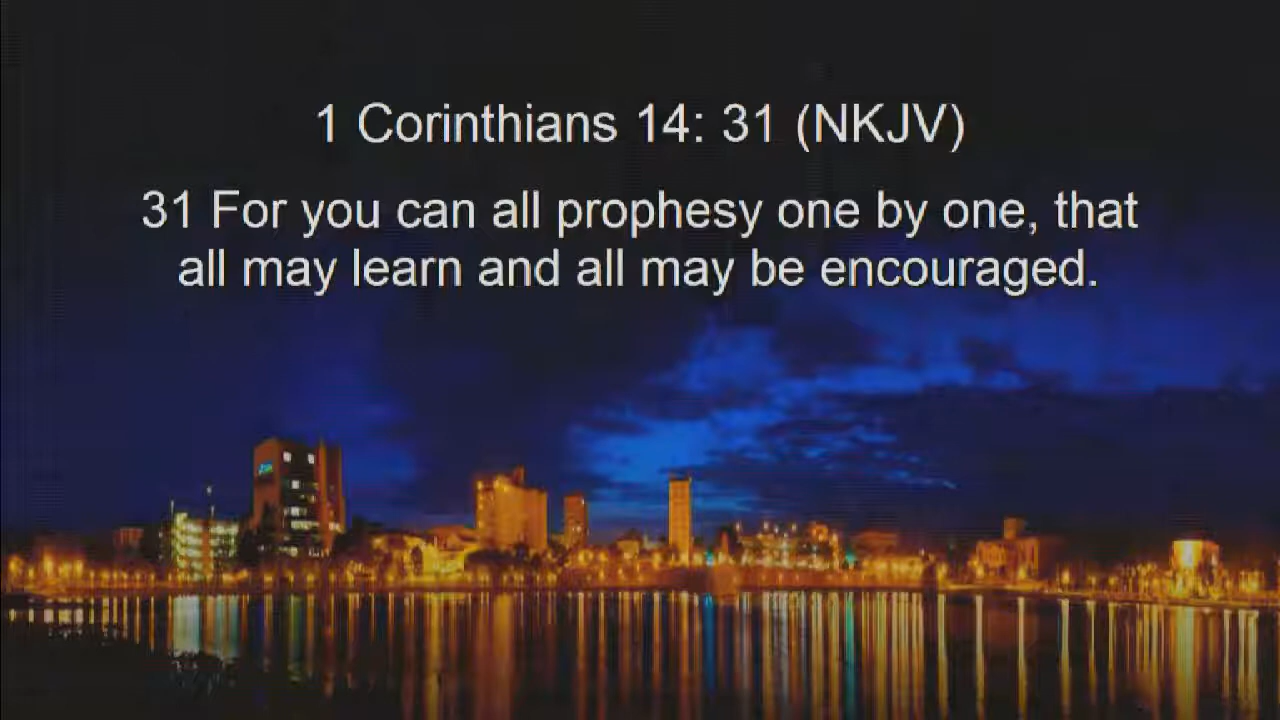 1 Corinthians 14: 31 (NKJV)
31 For you can all prophesy one by one, that
all may learn and all may be encouraged.